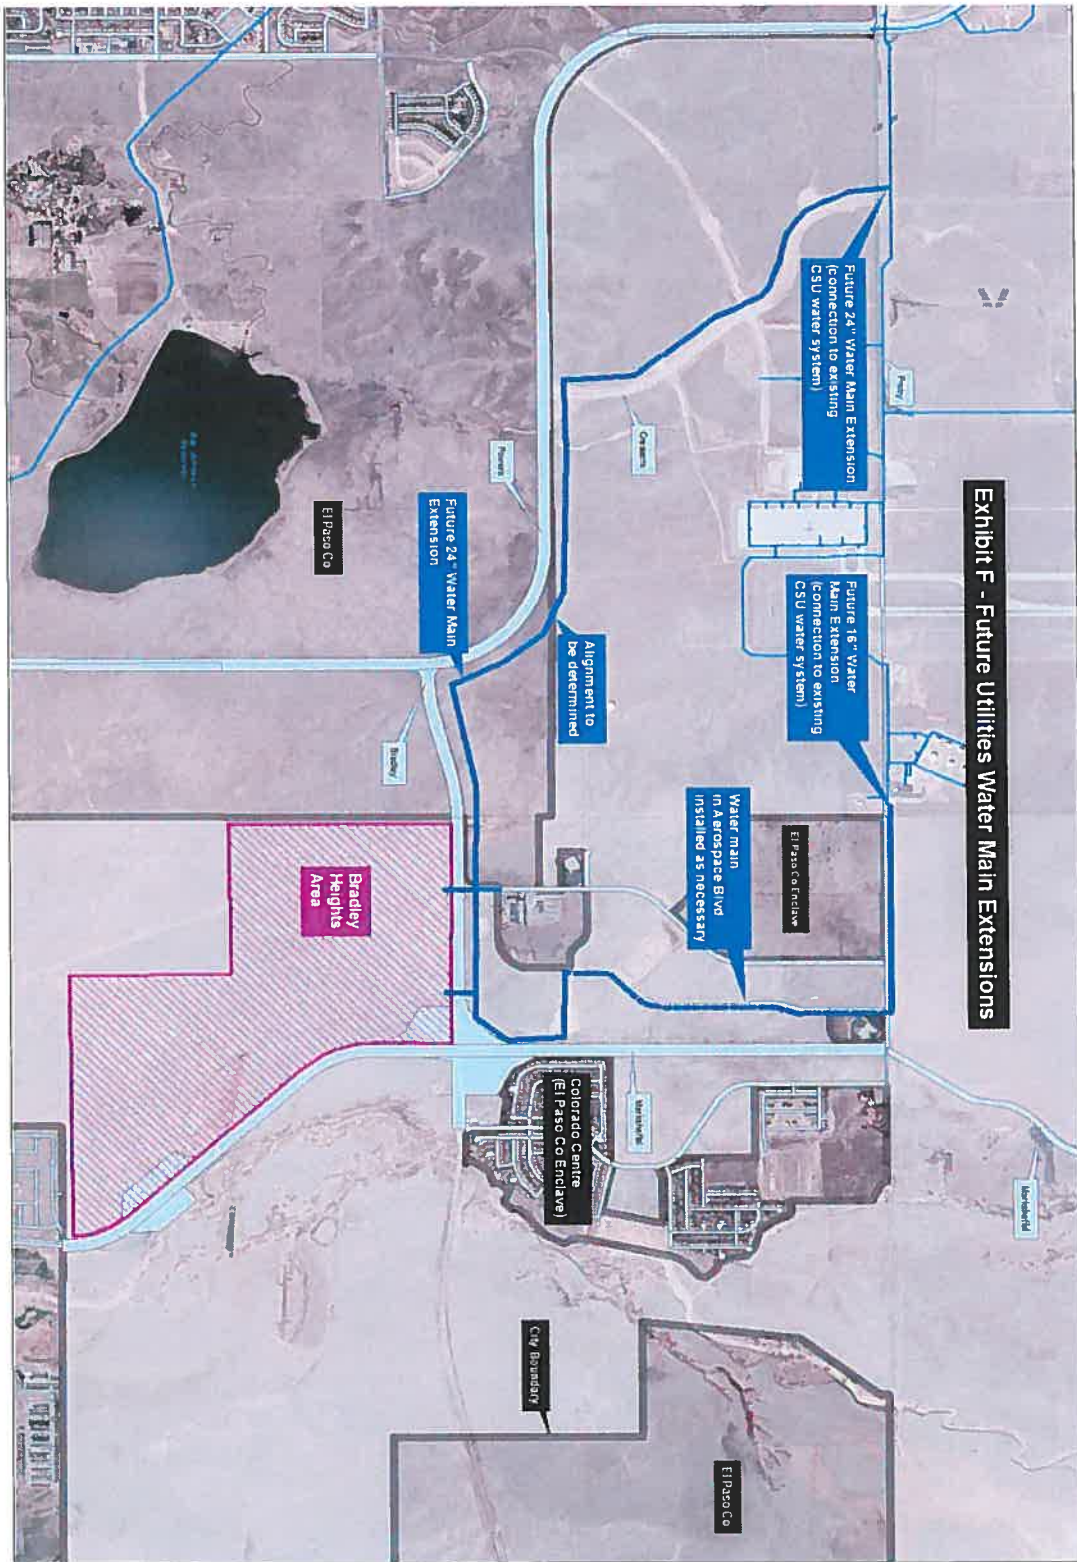 Exhibit F - Future Utilities Water Main Extensions
Future 24" Water Main Extension
(connection to existing
CSU water system)
Future 16" Water
Main Extension
(connection to existing
CSU water system)
Water main
in Aerospace Blvd
installed as necessary
El Paso Co Enclave
Alignment to
be determined
Future 24" Water Main
Extension
El Paso Co
Bradley
Bradley
Heights
Area
Colorado Centre
(El Paso Co Enclave)
Marksheffel
Marksheffel
City Boundary
El Paso Co
Powers